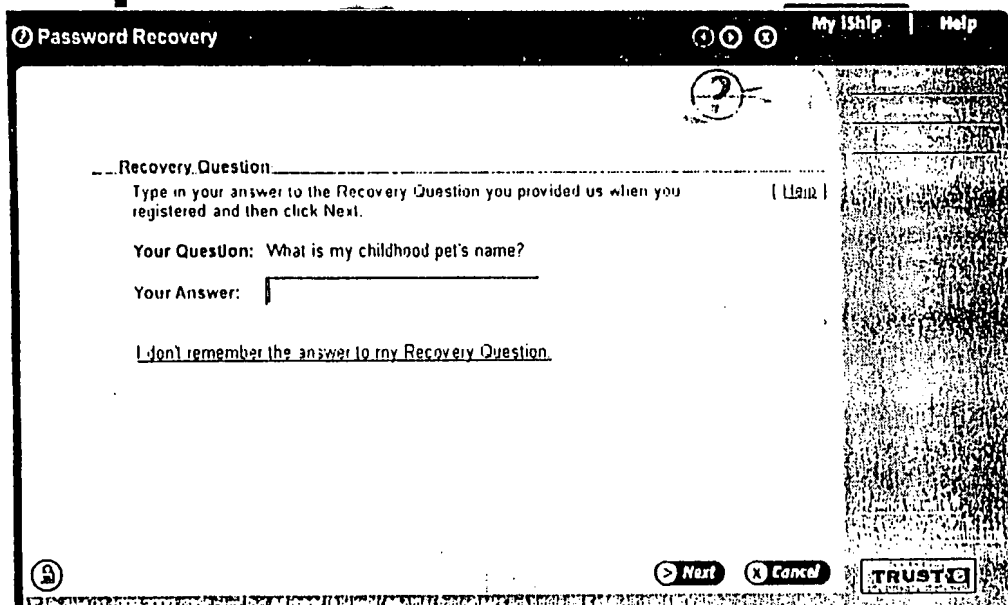 My iShip | Help
Password Recovery
Recovery Question
Type in your answer to the Recovery Question you provided us when you [ Help ]
registered and then click Next.
Your Question: What is my childhood pet's name?
Your Answer:
I don't remember the answer to my Recovery Question.
Next Cancel
TRUSTe